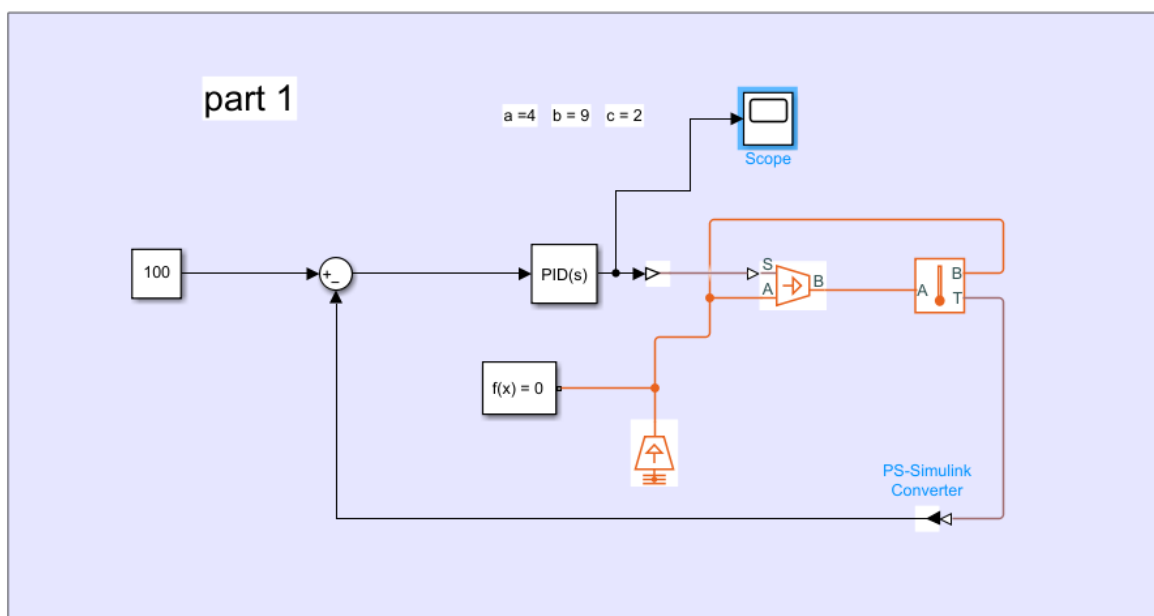 part 1
a =4 b = 9 c = 2
Scope
100
+
−
PID(s)
S
A
B
A
B
T
f(x) = 0
PS-Simulink
Converter